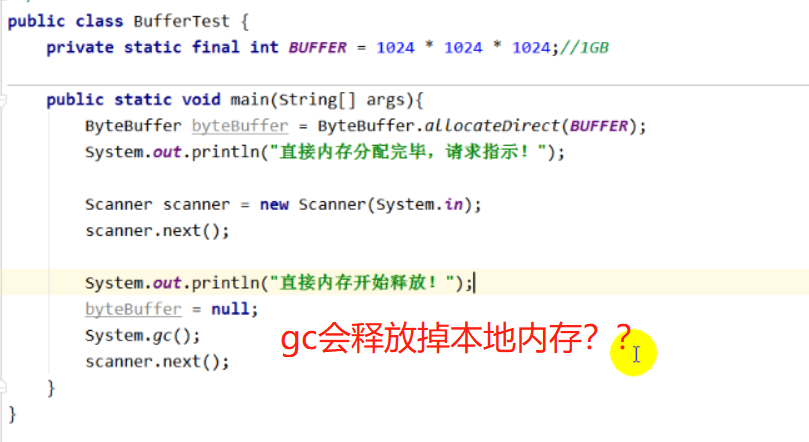 public class BufferTest {
private static final int BUFFER = 1024 * 1024 * 1024;//1GB
public static void main(String[] args){
ByteBuffer byteBuffer = ByteBuffer.allocateDirect(BUFFER);
System.out.println("直接内存分配完毕，请求指示！");
Scanner scanner = new Scanner(System.in);
scanner.next();
System.out.println("直接内存开始释放！");
byteBuffer = null;
System.gc();
gc会释放掉本地内存？？
scanner.next();
}
}